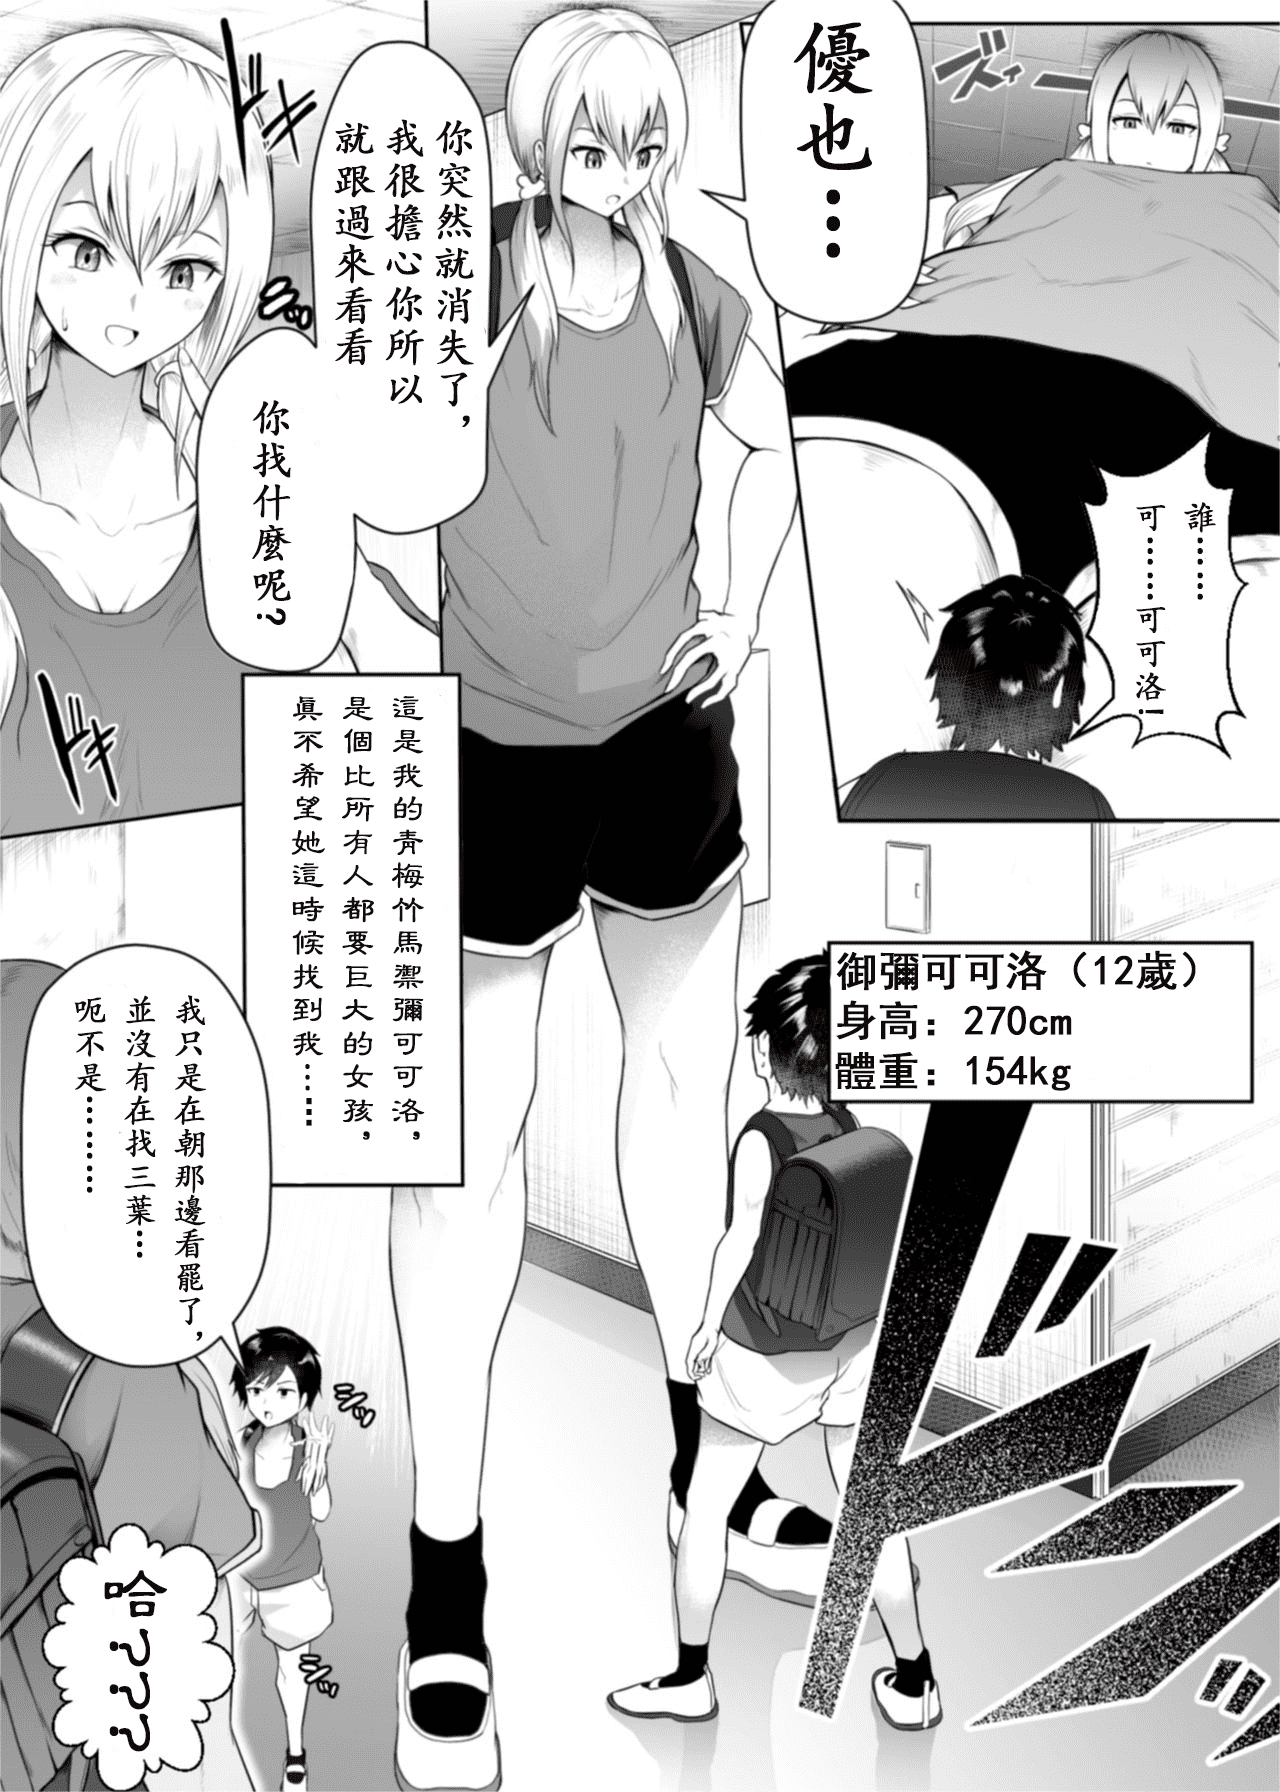 優也…
ズイ
誰……
可……可可洛!
你突然就消失了，
我很擔心你所以
就跟過來看看
你找什麼呢?
ドキ
ドキ
這是我的青梅竹馬禦彌可可洛，
是個比所有人都要巨大的女孩，
真不希望她這時候找到我……
御彌可可洛（12歲）
身高：270cm
體重：154kg
我只是在朝那邊看罷了，
並沒有在找三葉…
呃不是………
哈???